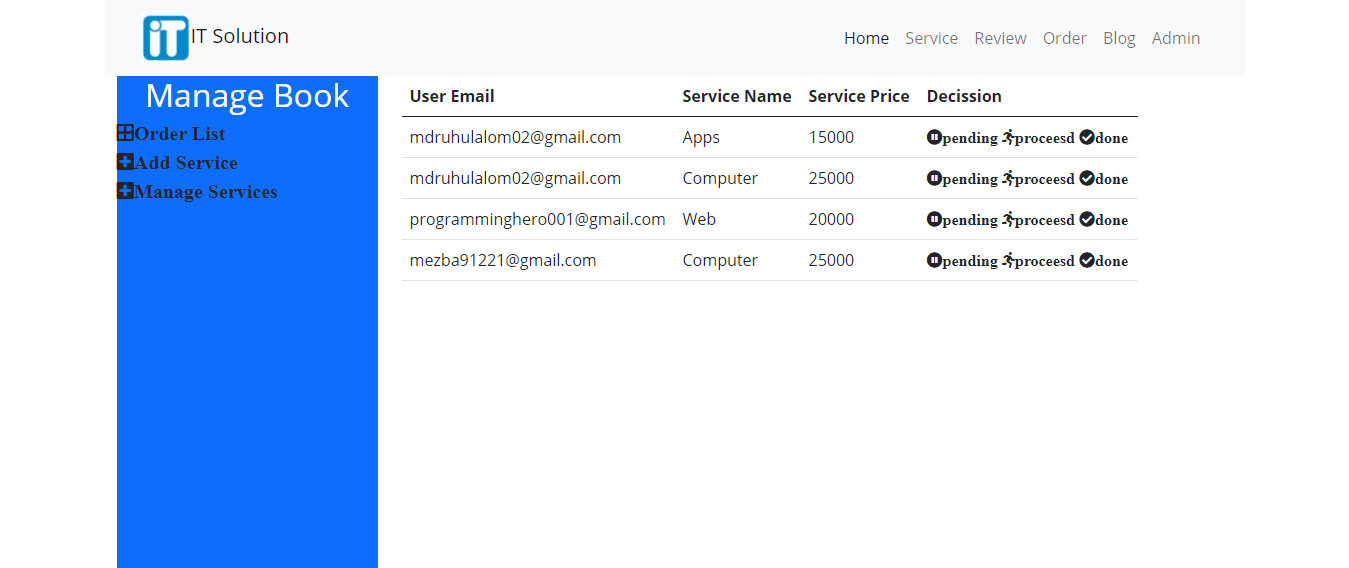 iT IT Solution Home Service Review Order Blog Admin
Manage Book
Order List
Add Service
Manage Services
User Email Service Name Service Price Decission
mdruhulalom02@gmail.com Apps 15000 pending proceesd done
mdruhulalom02@gmail.com Computer 25000 pending proceesd done
programminghero001@gmail.com Web 20000 pending proceesd done
mezba91221@gmail.com Computer 25000 pending proceesd done